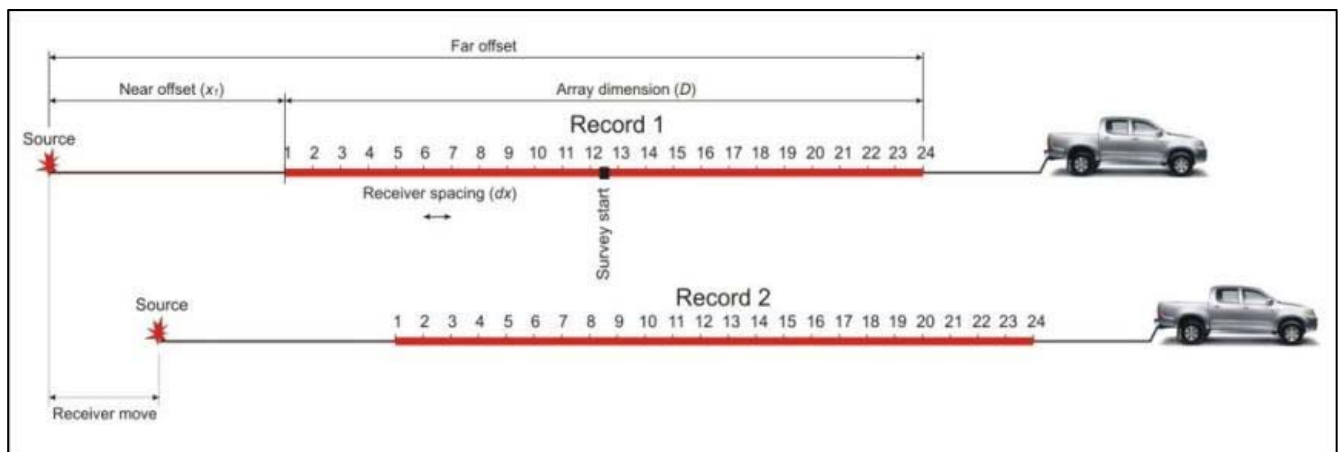 Far offset
Near offset (x₁) Array dimension (D)
Source Record 1
1 2 3 4 5 6 7 8 9 10 11 12 13 14 15 16 17 18 19 20 21 22 23 24
Receiver spacing (dx)
Survey start
Source Record 2
1 2 3 4 5 6 7 8 9 10 11 12 13 14 15 16 17 18 19 20 21 22 23 24
Receiver move